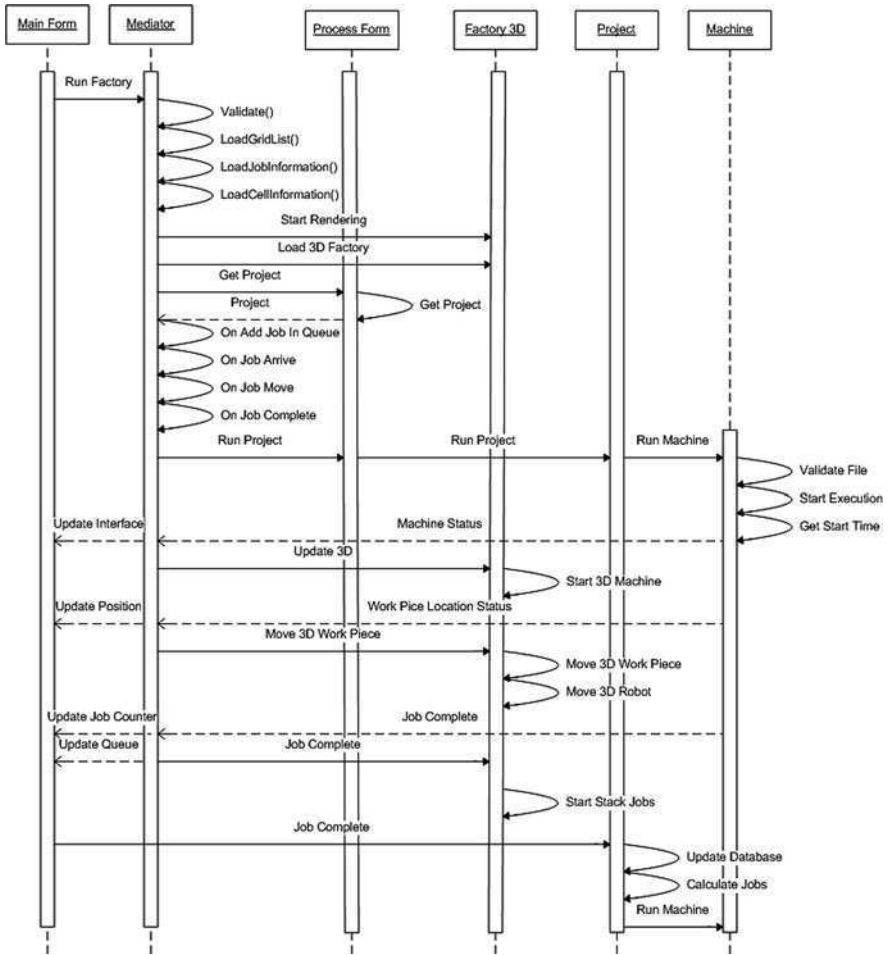 Main Form
Mediator
Process Form
Factory 3D
Project
Machine
Run Factory
Validate()
LoadGridList()
LoadJobInformation()
LoadCellInformation()
Start Rendering
Load 3D Factory
Get Project
Project
Get Project
On Add Job In Queue
On Job Arrive
On Job Move
On Job Complete
Run Project
Run Project
Run Machine
Validate File
Start Execution
Update Interface
Machine Status
Get Start Time
Update 3D
Start 3D Machine
Update Position
Work Pice Location Status
Move 3D Work Piece
Move 3D Work Piece
Move 3D Robot
Update Job Counter
Job Complete
Update Queue
Job Complete
Start Stack Jobs
Job Complete
Update Database
Calculate Jobs
Run Machine